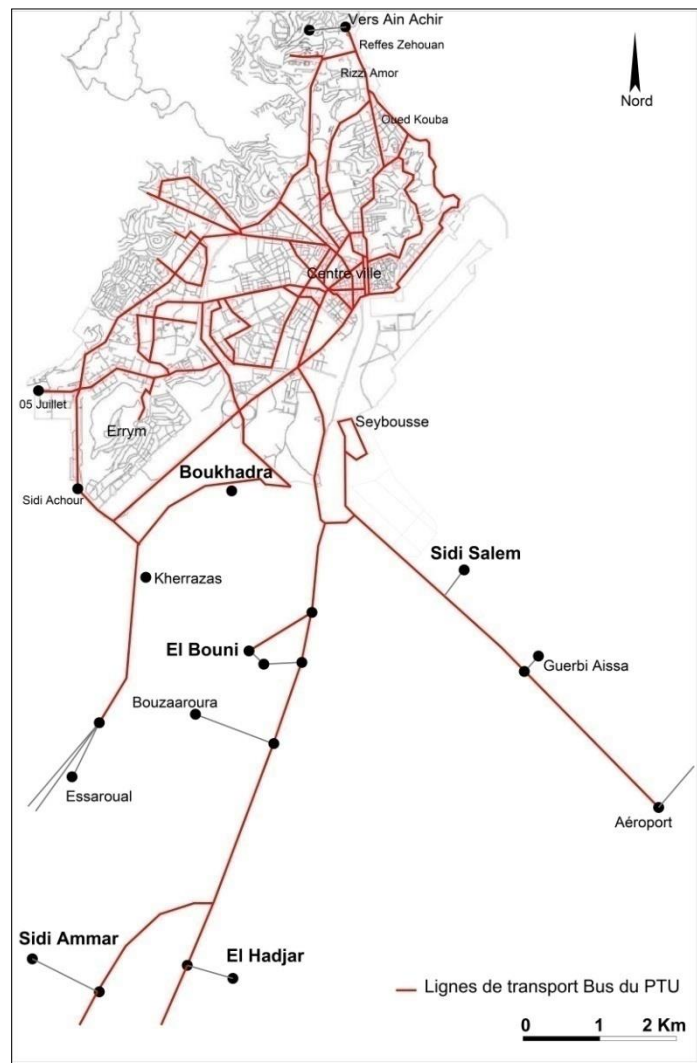 Vers Ain Achir
Reffes Zehouan
Rizzi Amor
Nord
Oued Kouba
Centre ville
05 Juillet
Errym
Seybousse
Boukhadra
Sidi Achour
Sidi Salem
Kherrazas
El Bouni
Guerbi Aissa
Bouzaaroura
Essaroual
Aéroport
Sidi Ammar
El Hadjar
Lignes de transport Bus du PTU
0 1 2 Km